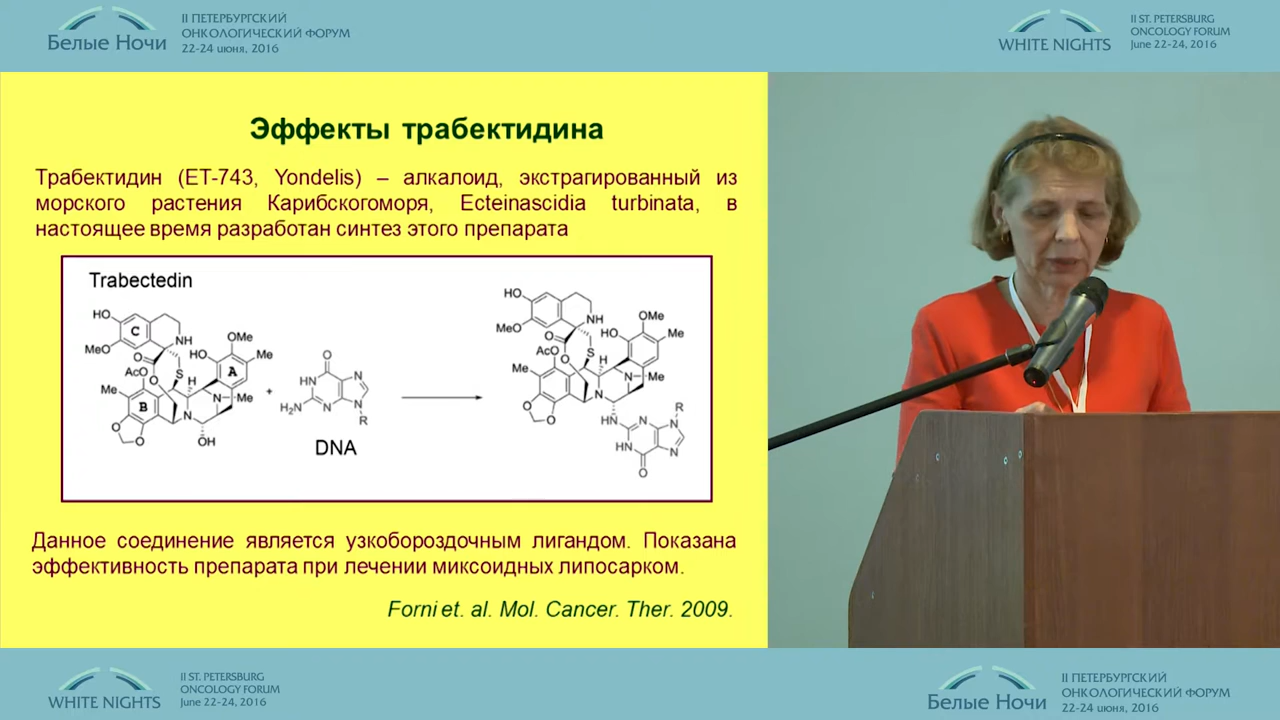 Белые Ночи
II ПЕТЕРБУРГСКИЙ
ОНКОЛОГИЧЕСКИЙ ФОРУМ
22-24 июня, 2016
WHITE NIGHTS
II ST. PETERSBURG
ONCOLOGY FORUM
June 22-24, 2016
Эффекты трабектидина
Трабектидин (ET-743, Yondelis) – алкалоид, экстрагированный из
морского растения Карибскогоморя, Ecteinascidia turbinata, в
настоящее время разработан синтез этого препарата
Trabectedin
HO
C
NH
MeO
O
O
S
AcO
Me
B
O
O
H
N
OH
HO
OMe
Me
A
N
Me
+
O
HN
H₂N
N
N
N
R
DNA
HO
NH
MeO
O
O
S
AcO
Me
O
O
H
N
HO
OMe
Me
N
Me
HN
HN
O
N
N
N
R
Данное соединение является узкобороздочным лигандом. Показана
эффективность препарата при лечении миксоидных липосарком.
Forni et. al. Mol. Cancer. Ther. 2009.
WHITE NIGHTS
II ST. PETERSBURG
ONCOLOGY FORUM
June 22-24, 2016
Белые Ночи
II ПЕТЕРБУРГСКИЙ
ОНКОЛОГИЧЕСКИЙ ФОРУМ
22-24 июня, 2016